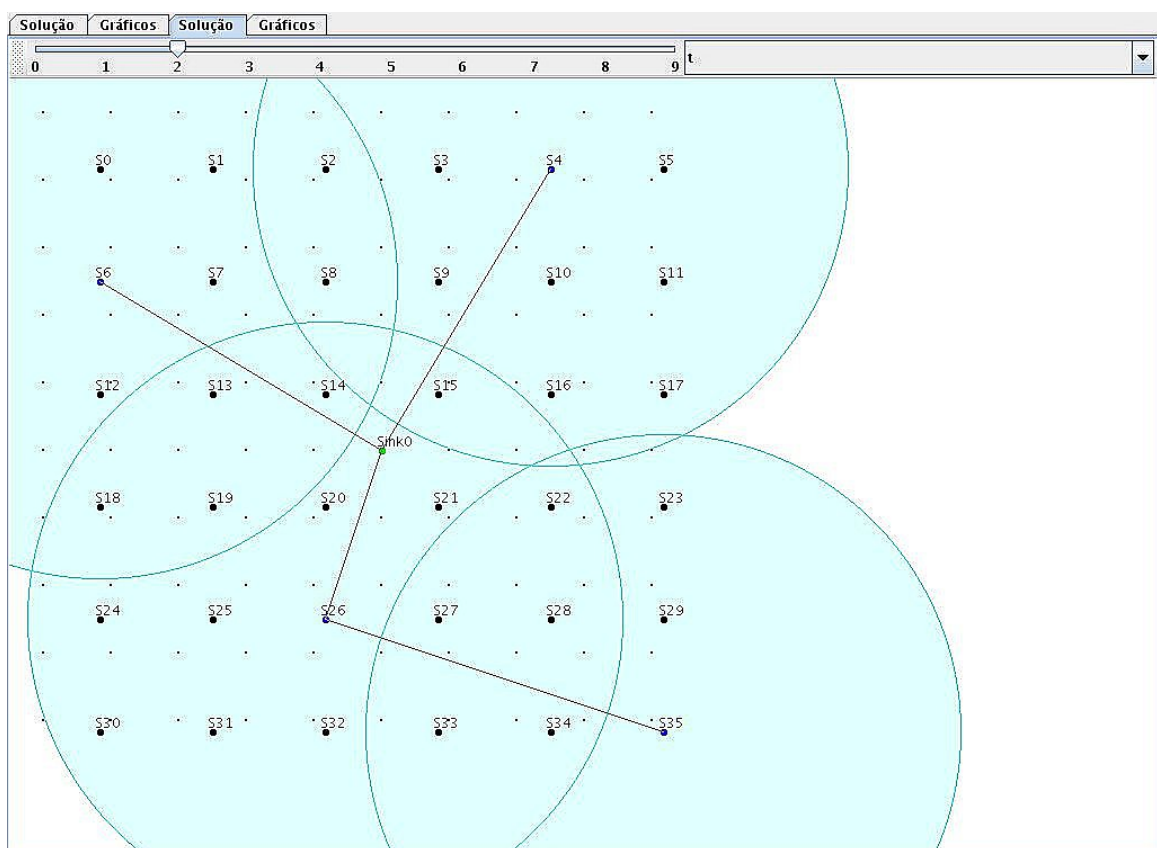 Solução Gráficos Solução Gráficos
0 1 2 3 4 5 6 7 8 9
t
S0 S1 S2 S3 S4 S5
S6 S7 S8 S9 S10 S11
S12 S13 S14 S15 S16 S17
Sink0
S18 S19 S20 S21 S22 S23
S24 S25 S26 S27 S28 S29
S30 S31 S32 S33 S34 S35